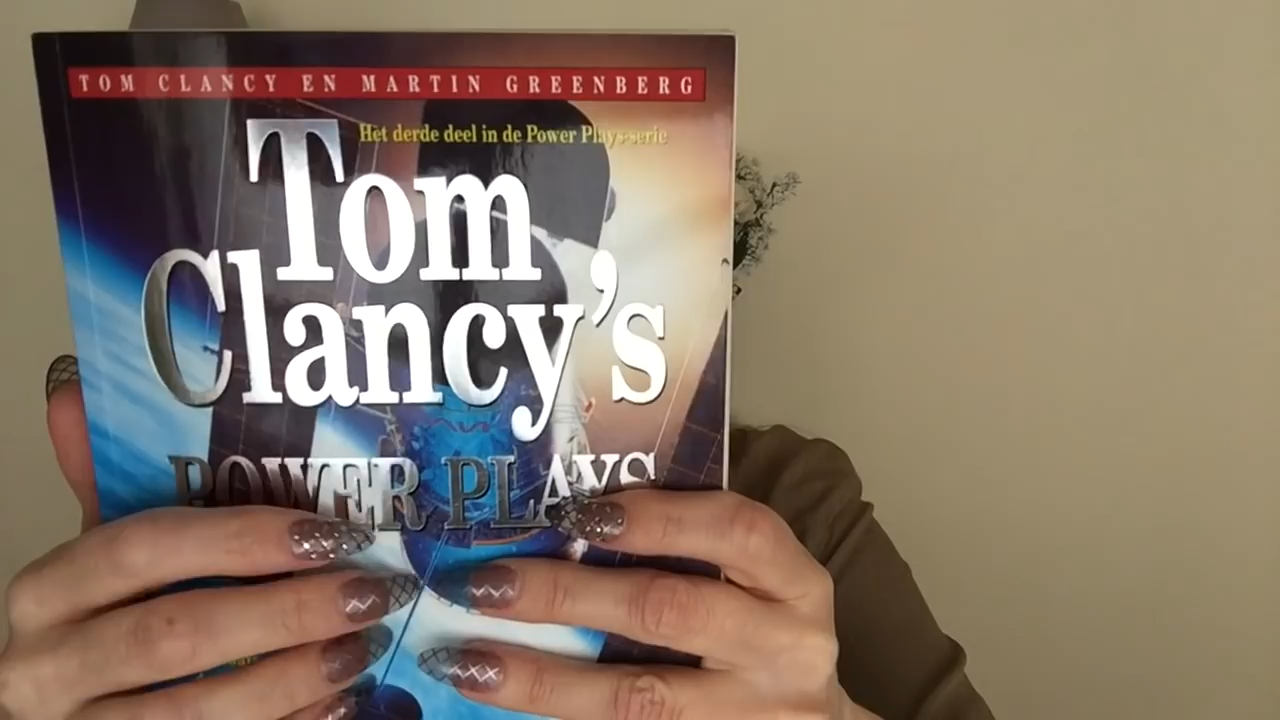 TOM CLANCY EN MARTIN GREENBERG
Het derde deel in de Power Plays-serie
Tom
Clancy's
POWER PLAYS